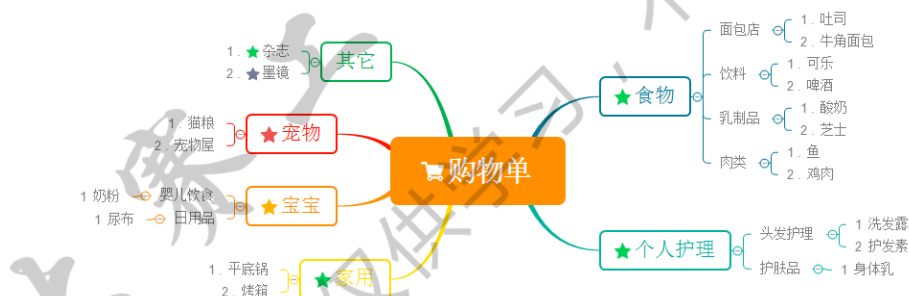 购物单
食物
面包店
1. 吐司
2. 牛角面包
饮料
1. 可乐
2. 啤酒
乳制品
1. 酸奶
2. 芝士
肉类
1. 鱼
2. 鸡肉
个人护理
头发护理
1 洗发露
2 护发素
护肤品
1 身体乳
其它
1. 杂志
2. 墨镜
宠物
1. 猫粮
2. 宠物屋
宝宝
婴儿饮食
1 奶粉
日用品
1 尿布
家用
1. 平底锅
2. 烤箱
仅供学习,